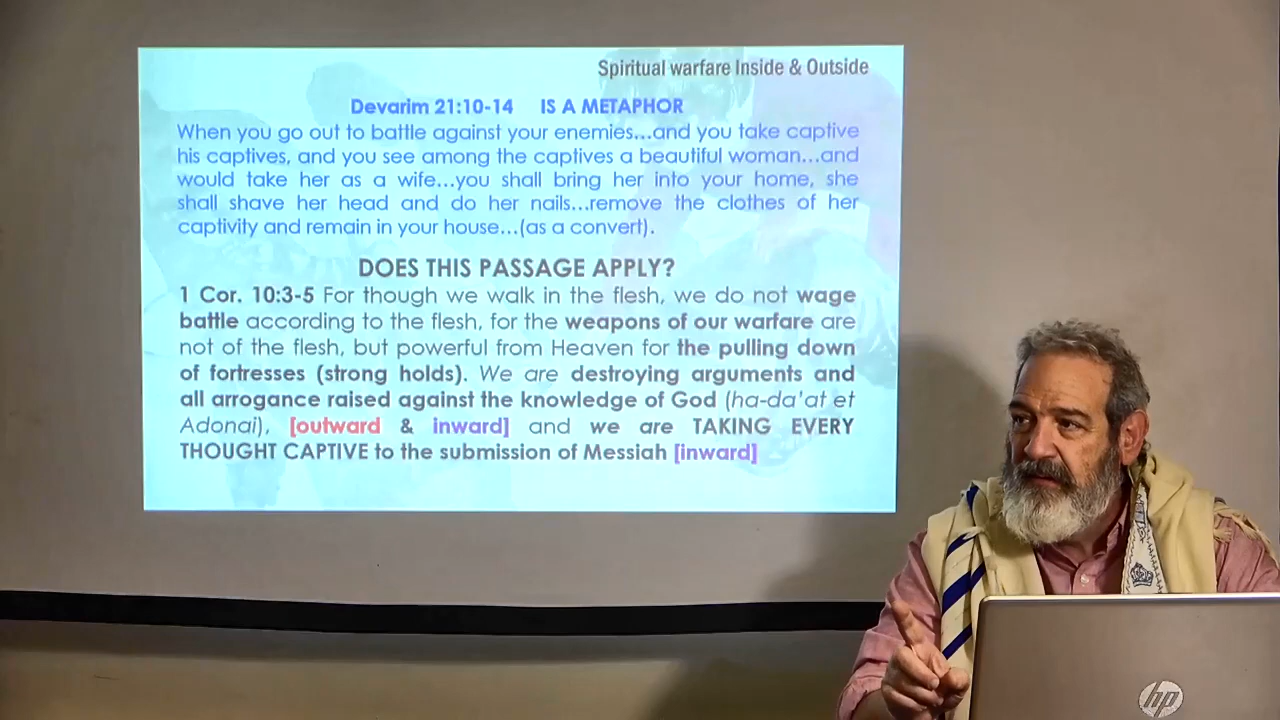 Spiritual warfare Inside & Outside
Devarim 21:10-14 IS A METAPHOR
When you go out to battle against your enemies...and you take captive
his captives, and you see among the captives a beautiful woman...and
would take her as a wife...you shall bring her into your home, she
shall shave her head and do her nails...remove the clothes of her
captivity and remain in your house...(as a convert).
DOES THIS PASSAGE APPLY?
1 Cor. 10:3-5 For though we walk in the flesh, we do not wage
battle according to the flesh, for the weapons of our warfare are
not of the flesh, but powerful from Heaven for the pulling down
of fortresses (strong holds). We are destroying arguments and
all arrogance raised against the knowledge of God (ha-da'at et
Adonai), [outward & inward] and we are TAKING EVERY
THOUGHT CAPTIVE to the submission of Messiah [inward]
hp